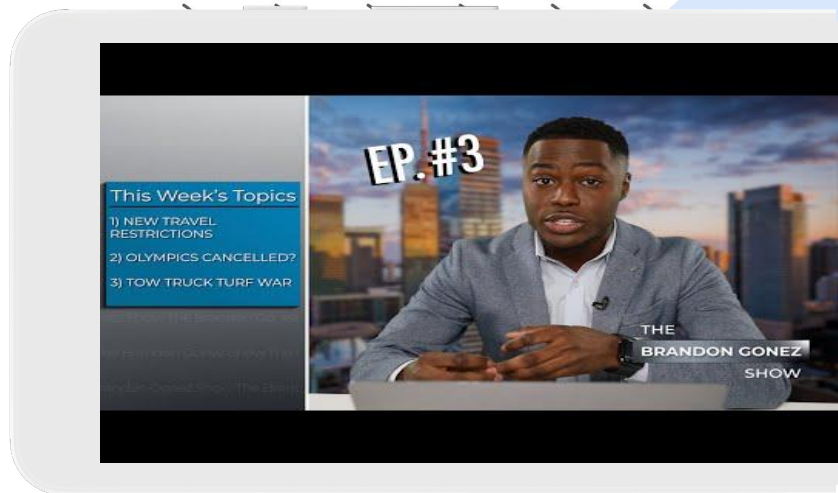 This Week's Topics
1) NEW TRAVEL
RESTRICTIONS
2) OLYMPICS CANCELLED?
3) TOW TRUCK TURF WAR
EP.#3
THE
BRANDON GONEZ
SHOW